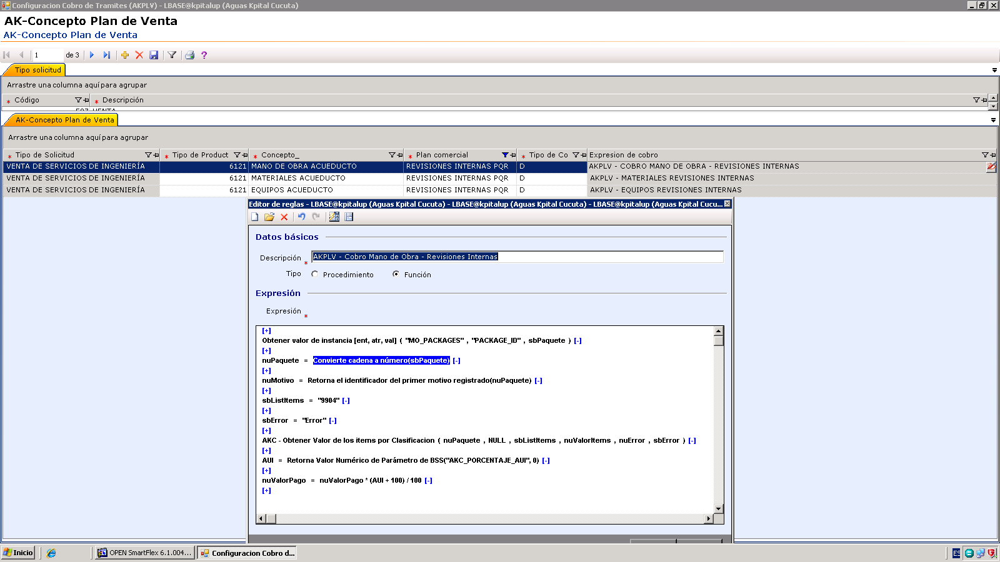 Configuracion Cobro de Tramites (AKPLV) - LBASE@kpitalup (Aguas Kpital Cucuta)
AK-Concepto Plan de Venta
AK-Concepto Plan de Venta
1 de 3
Tipo solicitud
Arrastre una columna aquí para agrupar
Código Descripción
AK-Concepto Plan de Venta
Arrastre una columna aquí para agrupar
Tipo de Solicitud Tipo de Product Concepto_ Plan comercial Tipo de Co Expresion de cobro
VENTA DE SERVICIOS DE INGENIERÍA 6121 MANO DE OBRA ACUEDUCTO REVISIONES INTERNAS PQR D AKPLV - COBRO MANO DE OBRA - REVISIONES INTERNAS
VENTA DE SERVICIOS DE INGENIERÍA 6121 MATERIALES ACUEDUCTO REVISIONES INTERNAS PQR D AKPLV - MATERIALES REVISIONES INTERNAS
VENTA DE SERVICIOS DE INGENIERÍA 6121 EQUIPOS ACUEDUCTO REVISIONES INTERNAS PQR D AKPLV - EQUIPOS REVISIONES INTERNAS
Editor de reglas - LBASE@kpitalup (Aguas Kpital Cucuta) - LBASE@kpitalup (Aguas Kpital Cucuta) - LBASE@kpitalup (Aguas Kpital Cucu...
Datos básicos
Descripción * AKPLV - Cobro Mano de Obra - Revisiones Internas
Tipo Procedimiento Función
Expresión
Expresión *
[+]
Obtener valor de instancia [ent, atr, val] ( "MO_PACKAGES" , "PACKAGE_ID" , sbPaquete ) [-]
[+]
nuPaquete = Convierte cadena a número(sbPaquete) [-]
[+]
nuMotivo = Retorna el identificador del primer motivo registrado(nuPaquete) [-]
[+]
sbListItems = "9904" [-]
[+]
sbError = "Error" [-]
[+]
AKC - Obtener Valor de los items por Clasificacion ( nuPaquete , NULL , sbListItems , nuValorItems , nuError , sbError ) [-]
[+]
AUI = Retorna Valor Numérico de Parámetro de BSS("AKC_PORCENTAJE_AUI", 0) [-]
[+]
nuValorPago = nuValorPago * (AUI + 100) / 100 [-]
[+]
Inicio OPEN SmartFlex 6.1.004... Configuracion Cobro d... ES